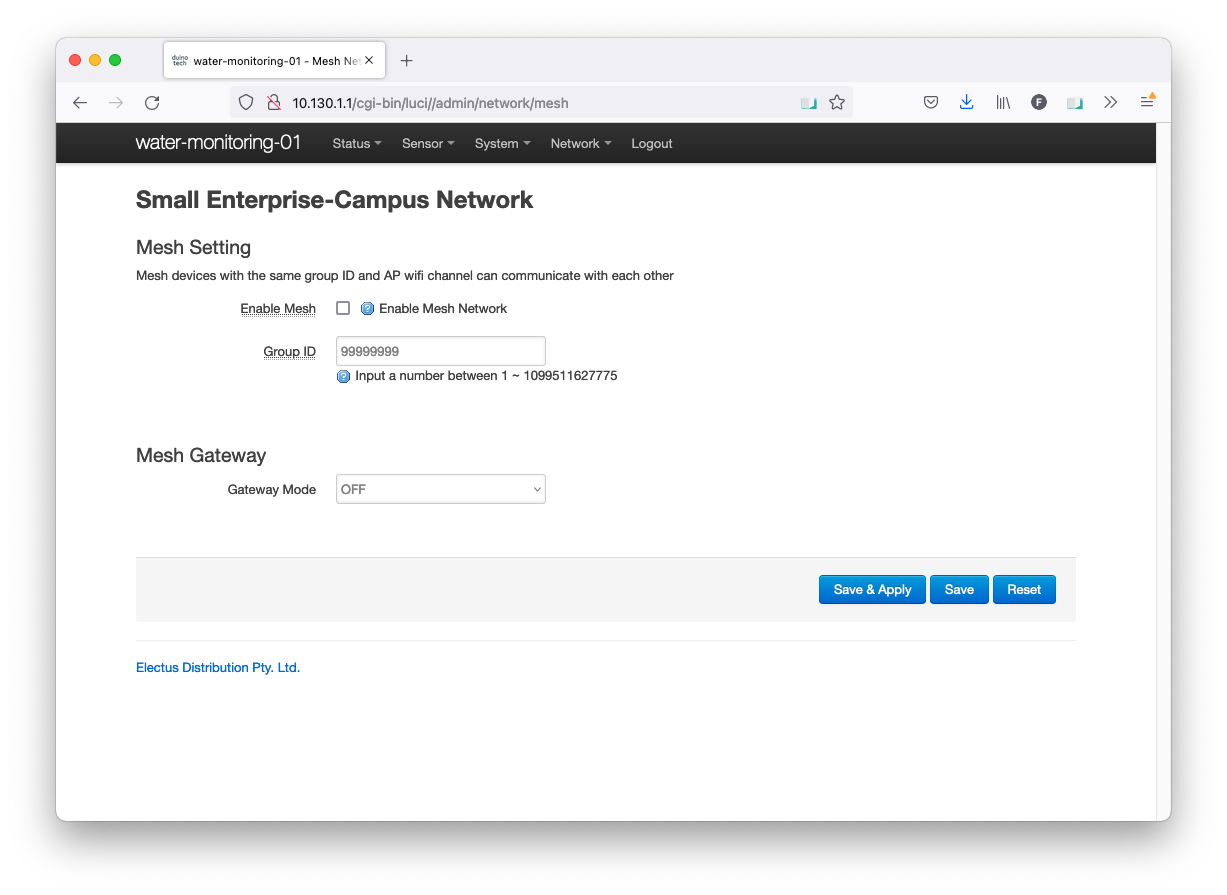 duino
tech
water-monitoring-01 - Mesh Net
10.130.1.1/cgi-bin/luci//admin/network/mesh
F
water-monitoring-01 Status Sensor System Network Logout
Small Enterprise-Campus Network
Mesh Setting
Mesh devices with the same group ID and AP wifi channel can communicate with each other
Enable Mesh ? Enable Mesh Network
Group ID 99999999
? Input a number between 1 ~ 1099511627775
Mesh Gateway
Gateway Mode OFF
Save & Apply Save Reset
Electus Distribution Pty. Ltd.